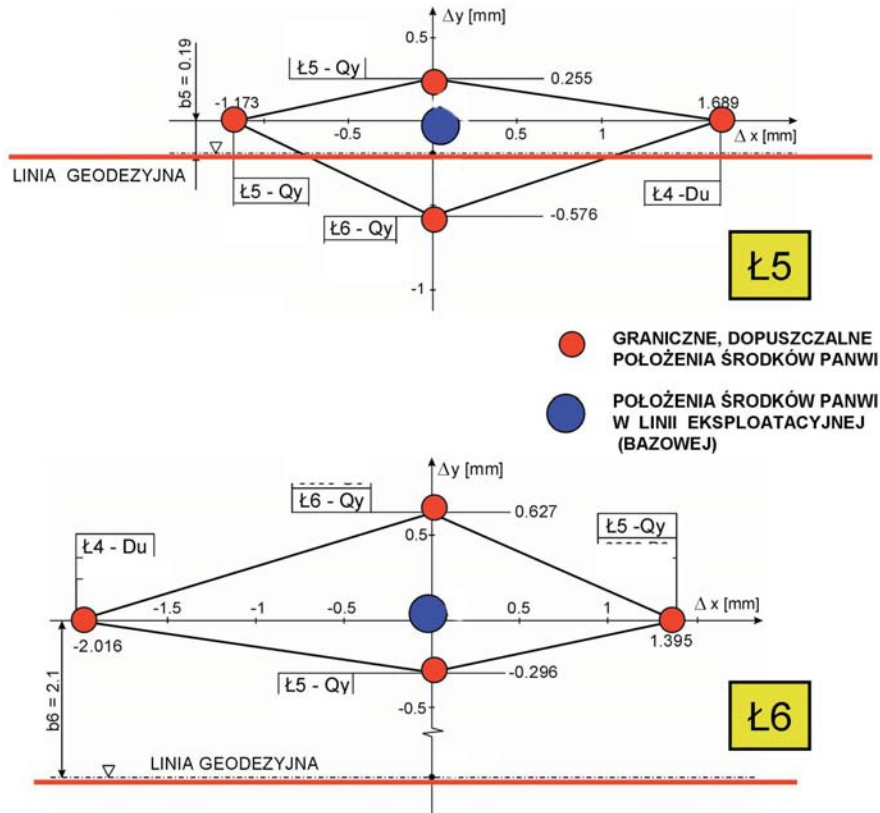 Δy [mm]
0.5
Ł5 - Qy
0.255
b5 = 0.19
-1.173
1.689
-0.5
0.5
1
Δ x [mm]
LINIA GEODEZYJNA
Ł5 - Qy
Ł4 -Du
Ł6 - Qy
-0.576
Ł5
-1
GRANICZNE, DOPUSZCZALNE
POŁOŻENIA ŚRODKÓW PANWI
POŁOŻENIA ŚRODKÓW PANWI
W LINII EKSPLOATACYJNEJ
(BAZOWEJ)
Δy [mm]
Ł6 - Qy
0.627
Ł5 -Qy
Ł4 - Du
0.5
-1.5
-1
-0.5
0.5
1
Δ x [mm]
-2.016
1.395
b6 = 2.1
Ł5 - Qy
-0.296
-0.5
Ł6
LINIA GEODEZYJNA